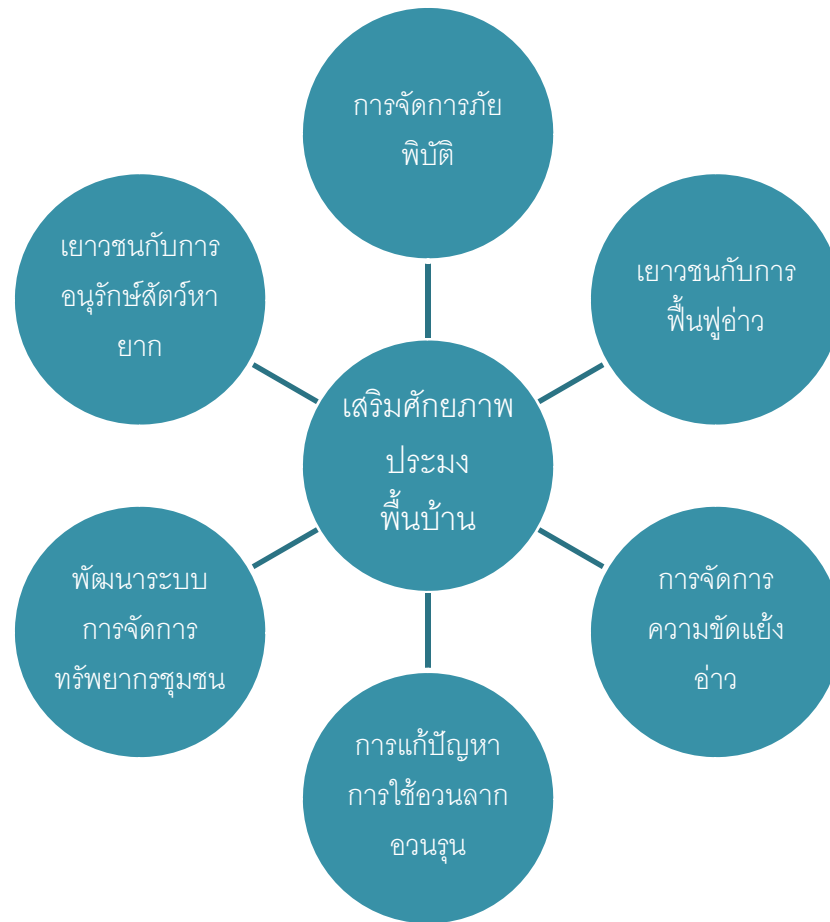 การจัดการภัย
พิบัติ
เยาวชนกับการ
ฟื้นฟูอ่าว
การจัดการ
ความขัดแย้ง
อ่าว
การแก้ปัญหา
การใช้อวนลาก
อวนรุน
พัฒนาระบบ
การจัดการ
ทรัพยากรชุมชน
เยาวชนกับการ
อนุรักษ์สัตว์หา
ยาก
เสริมศักยภาพ
ประมง
พื้นบ้าน